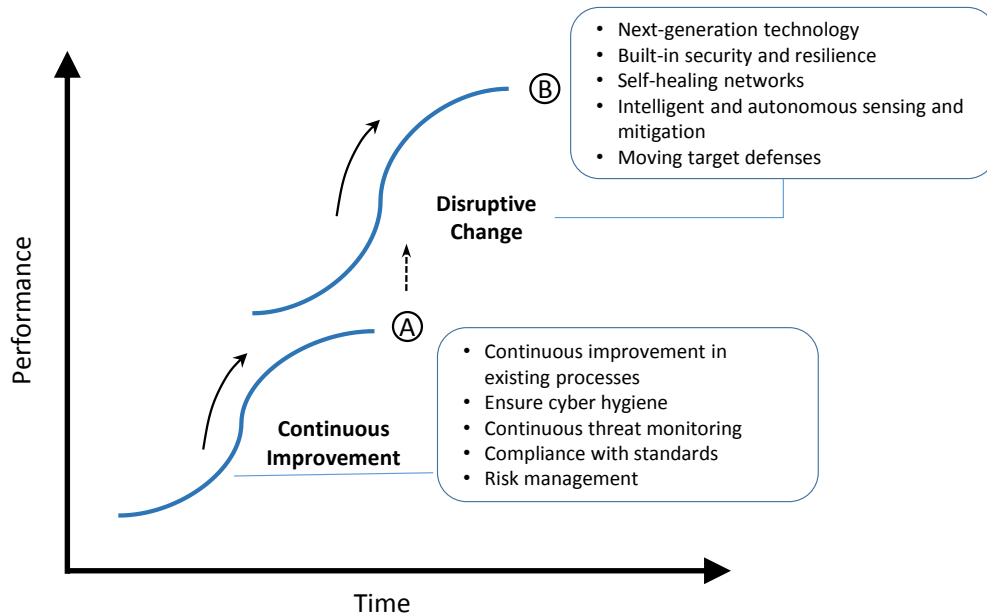 • Next-generation technology
• Built-in security and resilience
• Self-healing networks
• Intelligent and autonomous sensing and
mitigation
• Moving target defenses
B
Disruptive
Change
A
• Continuous improvement in
existing processes
• Ensure cyber hygiene
• Continuous threat monitoring
• Compliance with standards
• Risk management
Continuous
Improvement
Performance
Time